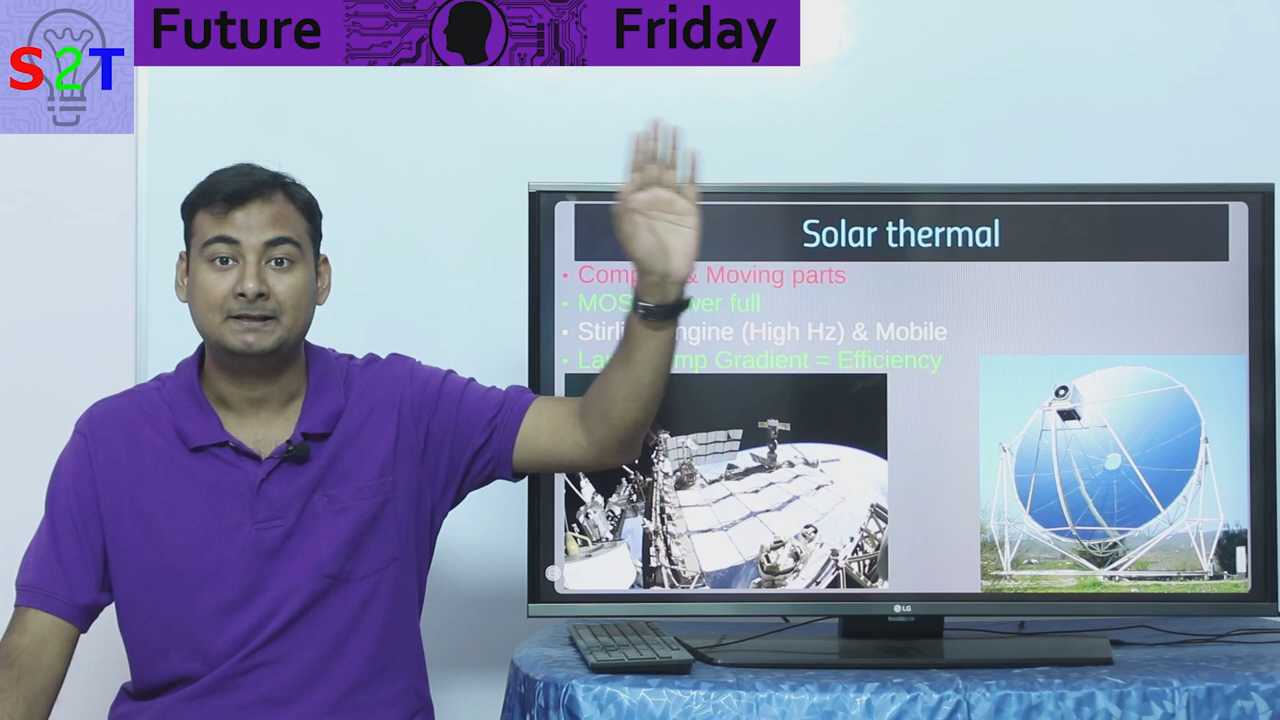 Future Friday
S2T
Solar thermal
• Comp & Moving parts
• MOS wer full
• Stirli ngine (High Hz) & Mobile
• La mp Gradient = Efficiency
LG